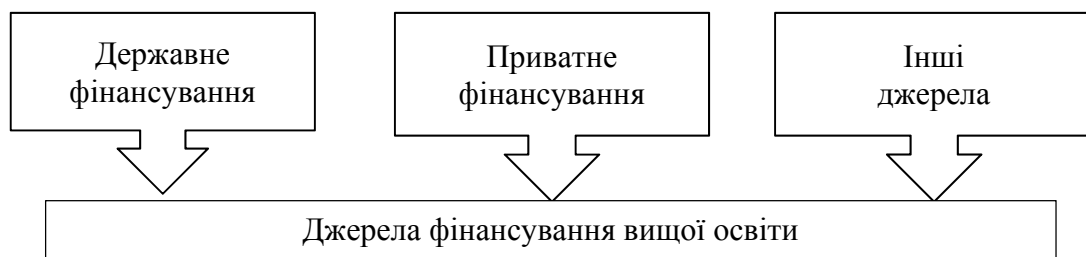 Державне
фінансування
Приватне
фінансування
Інші
джерела
Джерела фінансування вищої освіти